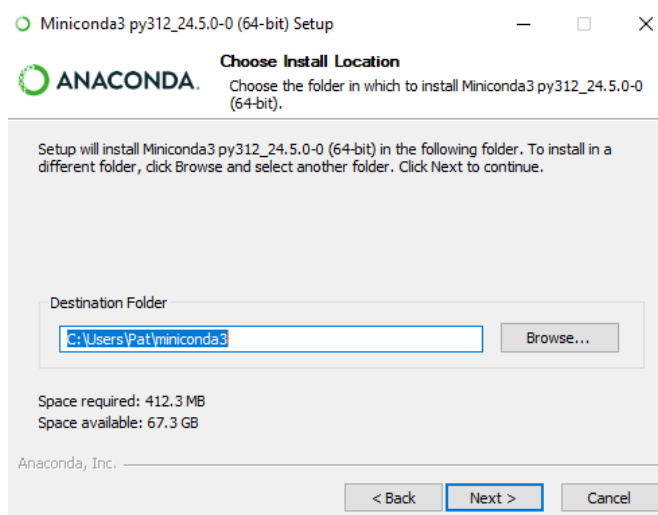 Miniconda3 py312_24.5.0-0 (64-bit) Setup
ANACONDA.
Choose Install Location
Choose the folder in which to install Miniconda3 py312_24.5.0-0
(64-bit).
Setup will install Miniconda3 py312_24.5.0-0 (64-bit) in the following folder. To install in a
different folder, click Browse and select another folder. Click Next to continue.
Destination Folder
C:\Users\Pat\miniconda3
Browse...
Space required: 412.3 MB
Space available: 67.3 GB
Anaconda, Inc.
< Back
Next >
Cancel